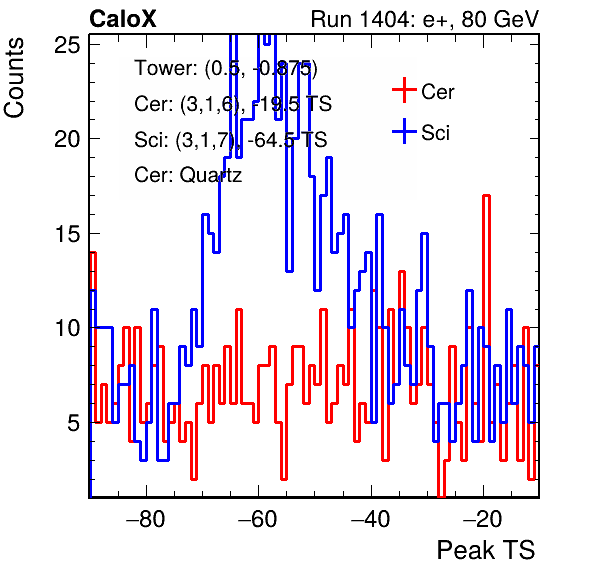 CaloX Run 1404: e+, 80 GeV
Counts
25
20
15
10
5
Tower: (0.5, -0.875)
Cer: (3,1,6), -19.5 TS
Sci: (3,1,7), -64.5 TS
Cer: Quartz
Cer
Sci
−80 −60 −40 −20
Peak TS